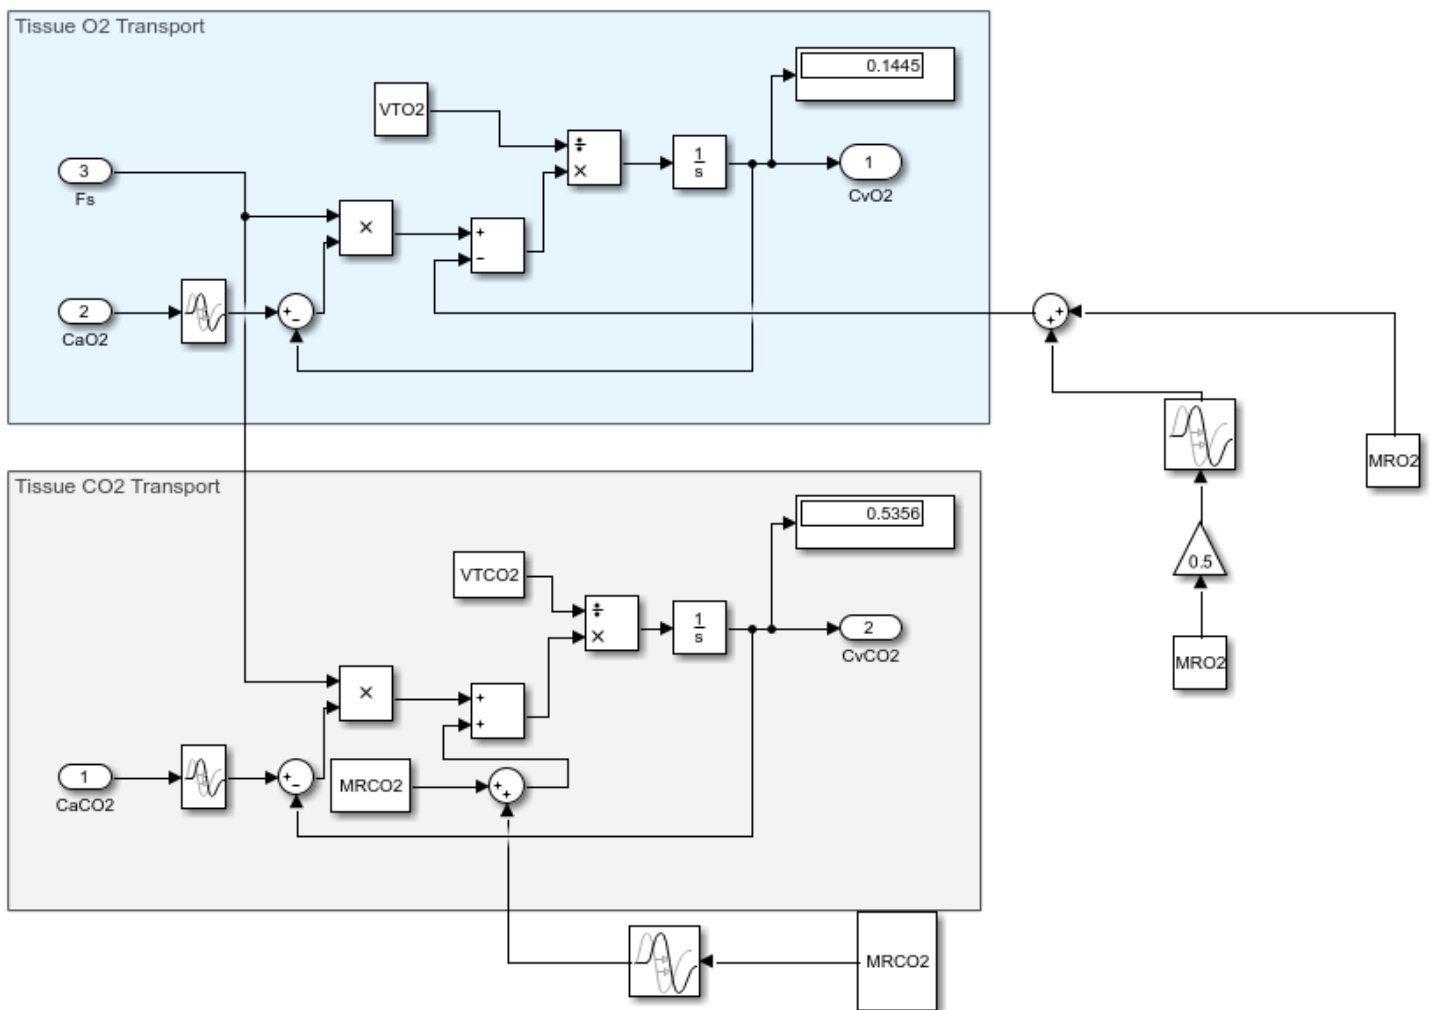 Tissue O2 Transport
0.1445
VTO2
÷
×
1
s
1
CvO2
3
Fs
×
+
−
2
CaO2
+
−
+
+
MRO2
0.5
MRO2
Tissue CO2 Transport
0.5356
VTCO2
÷
×
1
s
2
CvCO2
×
+
+
1
CaCO2
+
−
MRCO2
+
+
MRCO2